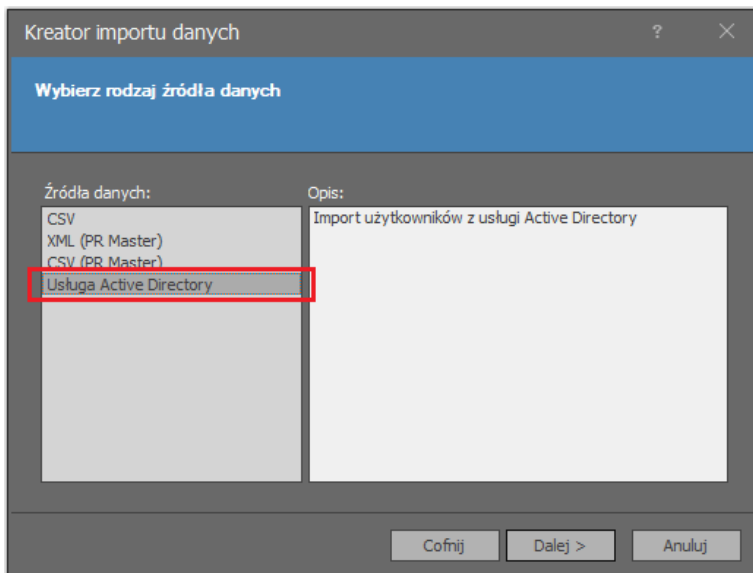 Kreator importu danych
?
Wybierz rodzaj źródła danych
Źródła danych:
CSV
XML (PR Master)
CSV (PR Master)
Usługa Active Directory
Opis:
Import użytkowników z usługi Active Directory
Cofnij
Dalej >
Anuluj